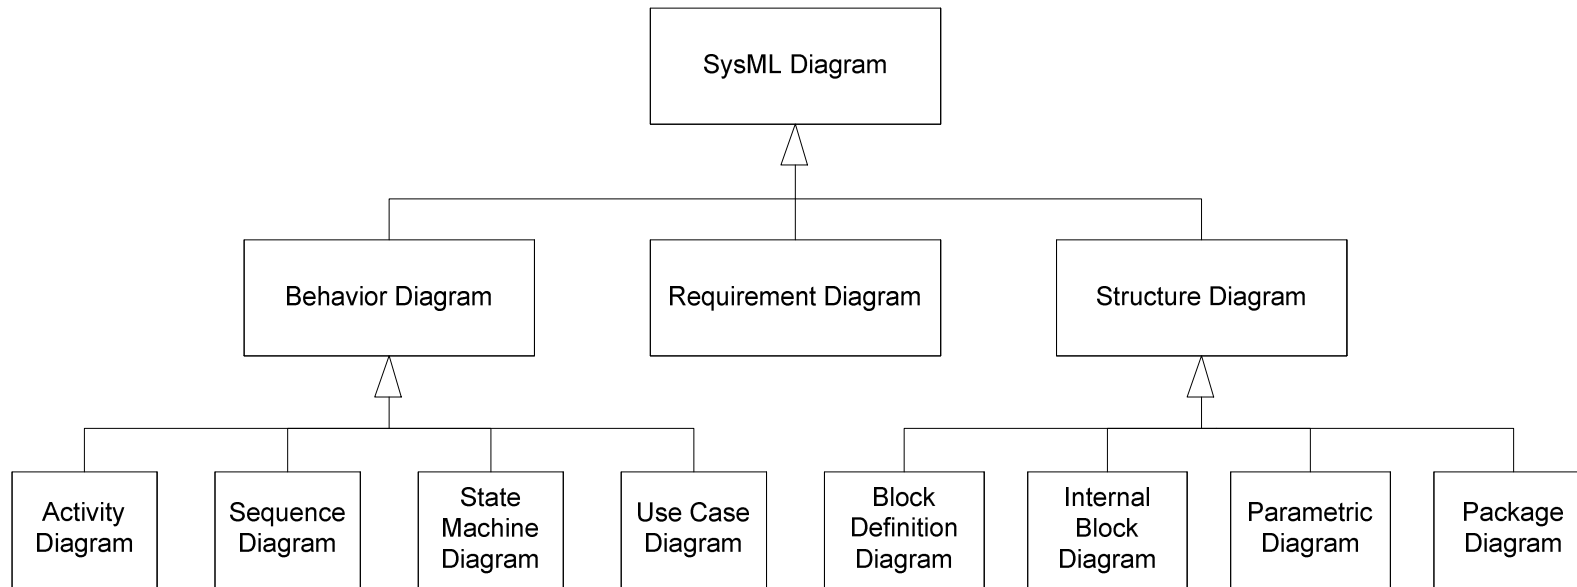 SysML Diagram
Behavior Diagram
Requirement Diagram
Structure Diagram
Activity
Diagram
Sequence
Diagram
State
Machine
Diagram
Use Case
Diagram
Block
Definition
Diagram
Internal
Block
Diagram
Parametric
Diagram
Package
Diagram